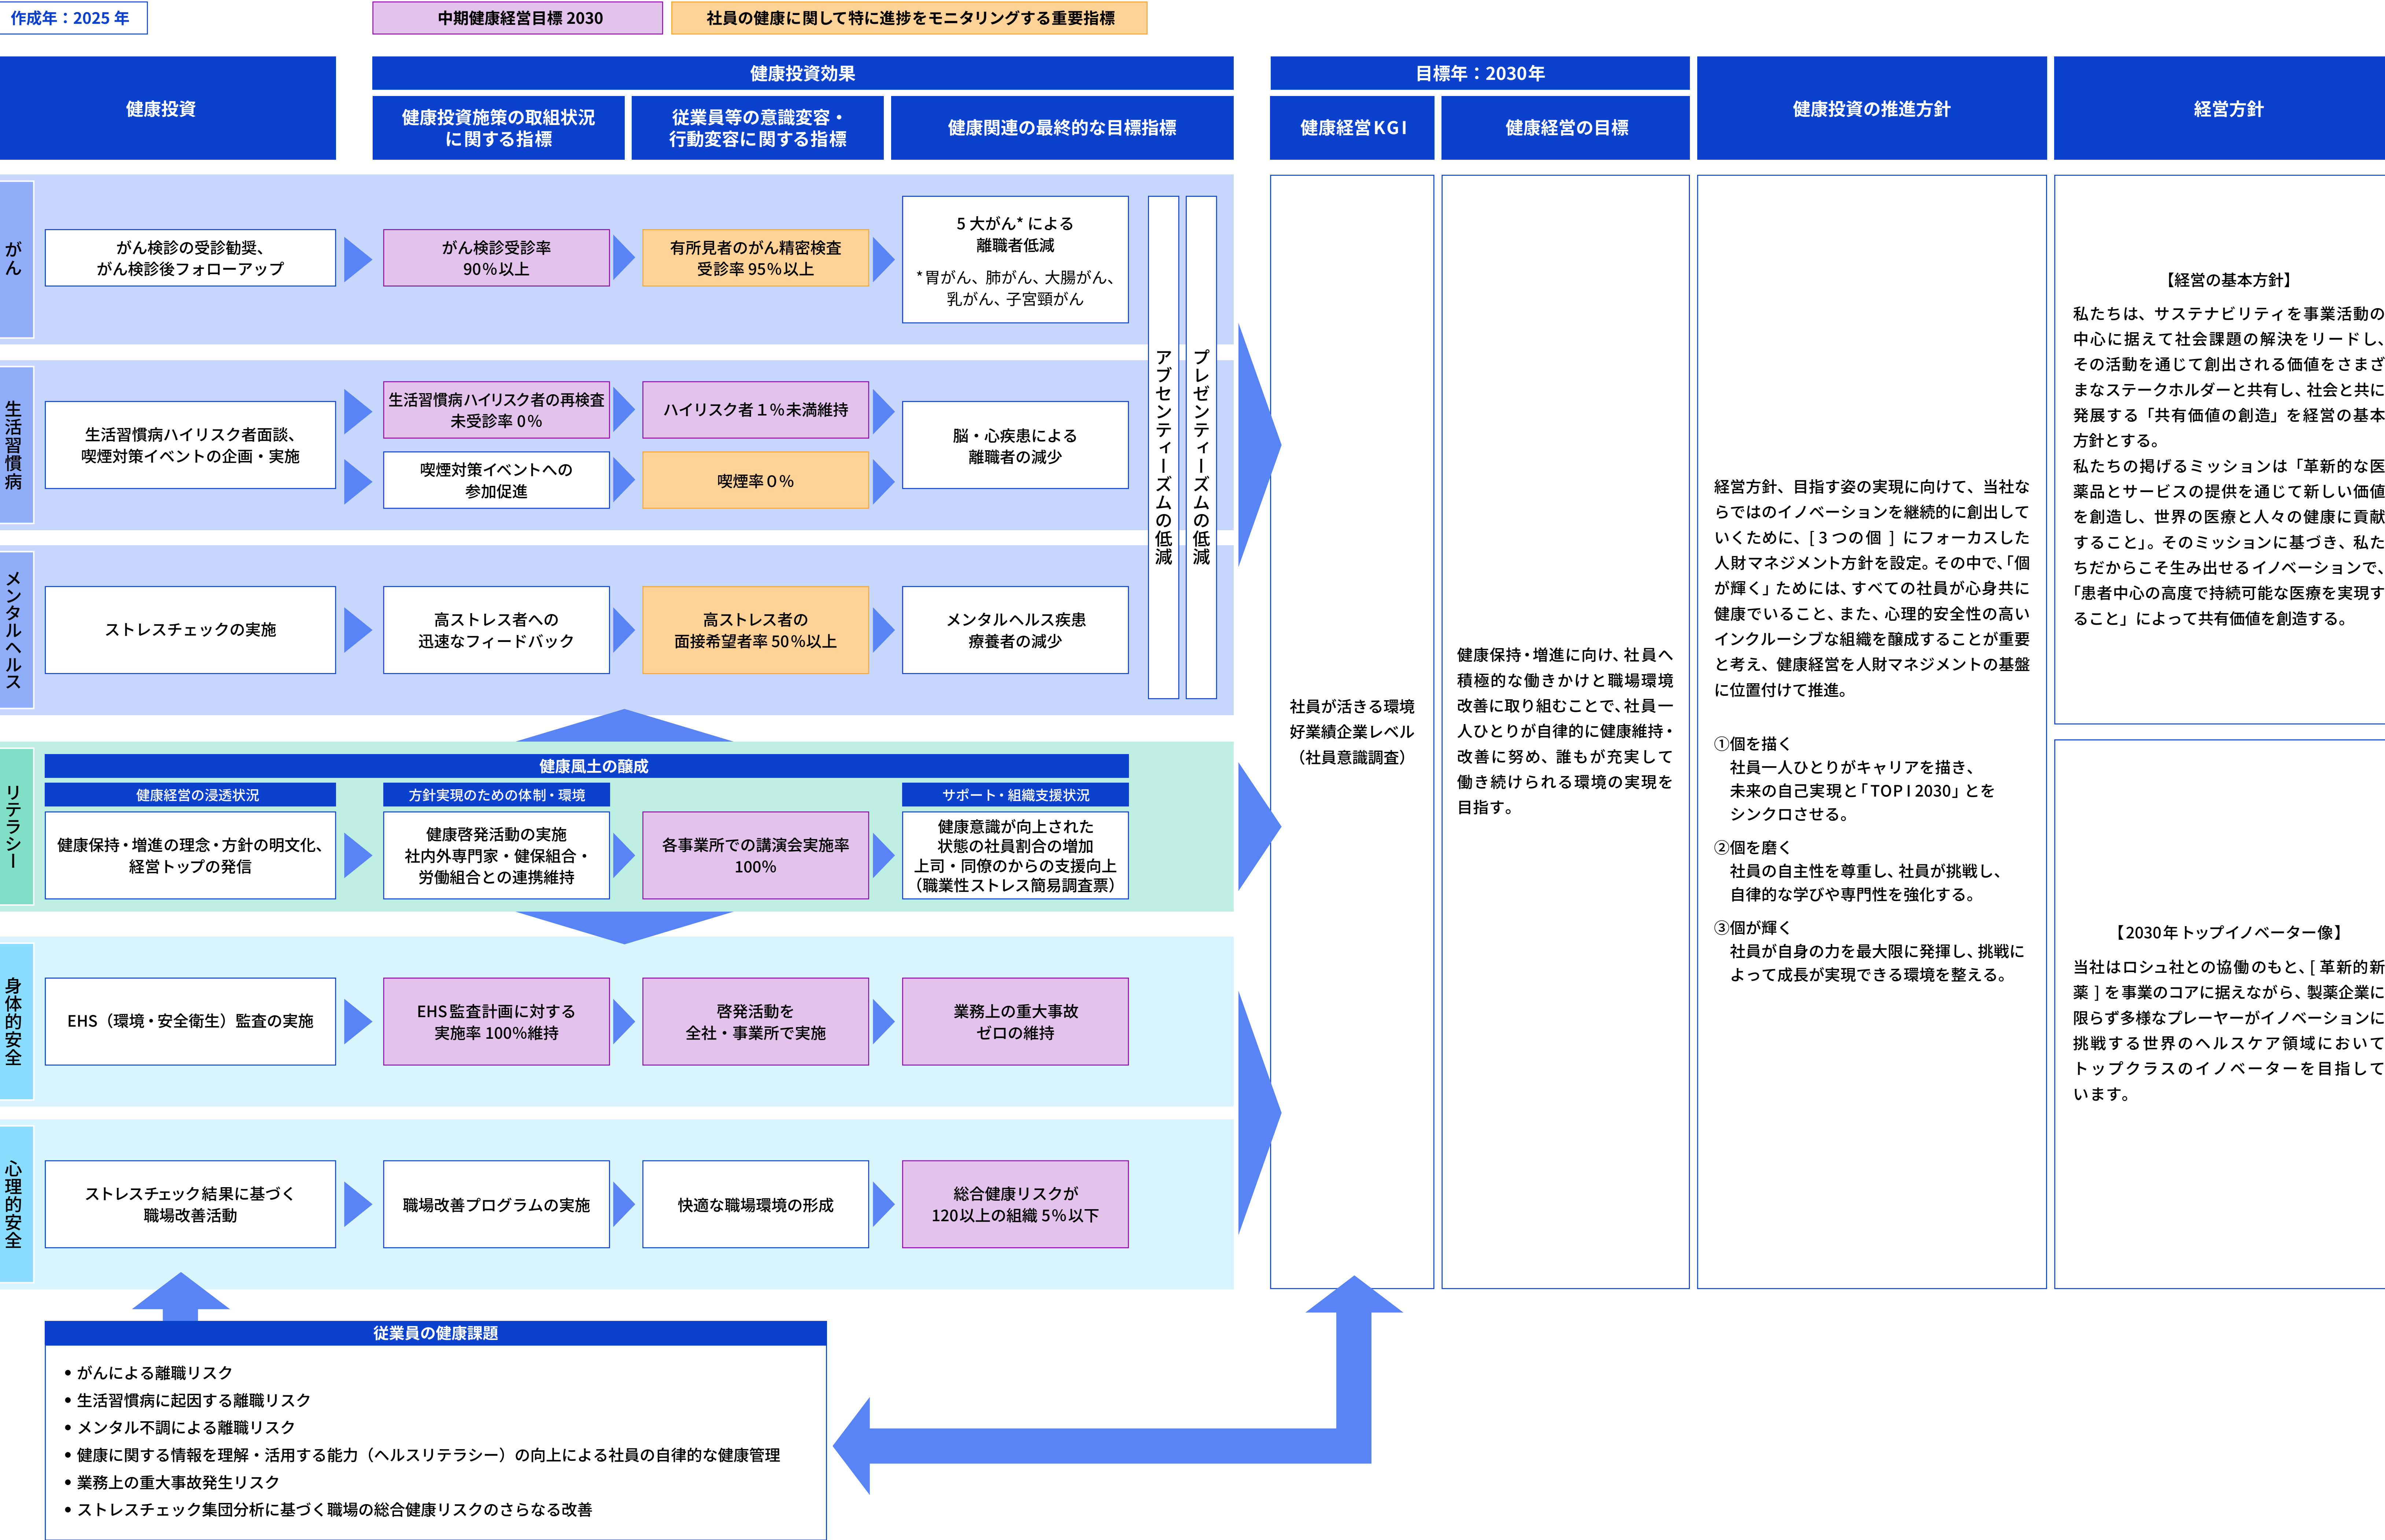 作成年：2025 年
中期健康経営目標 2030
社員の健康に関して特に進捗をモニタリングする重要指標
健康投資
健康投資効果
健康投資施策の取組状況
に関する指標
従業員等の意識変容・
行動変容に関する指標
健康関連の最終的な目標指標
目標年：2030年
健康経営KGI
健康経営の目標
健康投資の推進方針
経営方針
がん
がん検診の受診勧奨、
がん検診後フォローアップ
がん検診受診率
90％以上
有所見者のがん精密検査
受診率 95％以上
5 大がん* による
離職者低減
*胃がん、肺がん、大腸がん、
乳がん、子宮頸がん
生活習慣病
生活習慣病ハイリスク者面談、
喫煙対策イベントの企画・実施
生活習慣病ハイリスク者の再検査
未受診率 0％
ハイリスク者 1％未満維持
喫煙対策イベントへの
参加促進
喫煙率 0％
脳・心疾患による
離職者の減少
メンタルヘルス
ストレスチェックの実施
高ストレス者への
迅速なフィードバック
高ストレス者の
面接希望者率 50％以上
メンタルヘルス疾患
療養者の減少
アブセンティーズムの低減
プレゼンティーズムの低減
リテラシー
健康風土の醸成
健康経営の浸透状況
方針実現のための体制・環境
サポート・組織支援状況
健康保持・増進の理念・方針の明文化、
経営トップの発信
健康啓発活動の実施
社内外専門家・健保組合・
労働組合との連携維持
各事業所での講演会実施率
100％
健康意識が向上された
状態の社員割合の増加
上司・同僚のからの支援向上
（職業性ストレス簡易調査票）
身体的安全
EHS（環境・安全衛生）監査の実施
EHS監査計画に対する
実施率 100％維持
啓発活動を
全社・事業所で実施
業務上の重大事故
ゼロの維持
心理的安全
ストレスチェック結果に基づく
職場改善活動
職場改善プログラムの実施
快適な職場環境の形成
総合健康リスクが
120以上の組織 5％以下
社員が活きる環境
好業績企業レベル
（社員意識調査）
健康保持・増進に向け、社員へ
積極的な働きかけと職場環境
改善に取り組むことで、社員一
人ひとりが自律的に健康維持・
改善に努め、誰もが充実して
働き続けられる環境の実現を
目指す。
経営方針、目指す姿の実現に向けて、当社な
らではのイノベーションを継続的に創出して
いくために、[ 3 つの個 ] にフォーカスした
人財マネジメント方針を設定。その中で、「個
が輝く」ためには、すべての社員が心身共に
健康でいること、また、心理的安全性の高い
インクルーシブな組織を醸成することが重要
と考え、健康経営を人財マネジメントの基盤
に位置付けて推進。
①個を描く
社員一人ひとりがキャリアを描き、
未来の自己実現と「TOP I 2030」とを
シンクロさせる。
②個を磨く
社員の自主性を尊重し、社員が挑戦し、
自律的な学びや専門性を強化する。
③個が輝く
社員が自身の力を最大限に発揮し、挑戦に
よって成長が実現できる環境を整える。
【経営の基本方針】
私たちは、サステナビリティを事業活動の
中心に据えて社会課題の解決をリードし、
その活動を通じて創出される価値をさまざ
まなステークホルダーと共有し、社会と共に
発展する「共有価値の創造」を経営の基本
方針とする。
私たちの掲げるミッションは「革新的な医
薬品とサービスの提供を通じて新しい価値
を創造し、世界の医療と人々の健康に貢献
すること」。そのミッションに基づき、私た
ちだからこそ生み出せるイノベーションで、
「患者中心の高度で持続可能な医療を実現す
ること」によって共有価値を創造する。
【2030年トップイノベーター像】
当社はロシュ社との協働のもと、[ 革新的新
薬 ] を事業のコアに据えながら、製薬企業に
限らず多様なプレーヤーがイノベーションに
挑戦する世界のヘルスケア領域において
トップクラスのイノベーターを目指して
います。
従業員の健康課題
• がんによる離職リスク
• 生活習慣病に起因する離職リスク
• メンタル不調による離職リスク
• 健康に関する情報を理解・活用する能力（ヘルスリテラシー）の向上による社員の自律的な健康管理
• 業務上の重大事故発生リスク
• ストレスチェック集団分析に基づく職場の総合健康リスクのさらなる改善